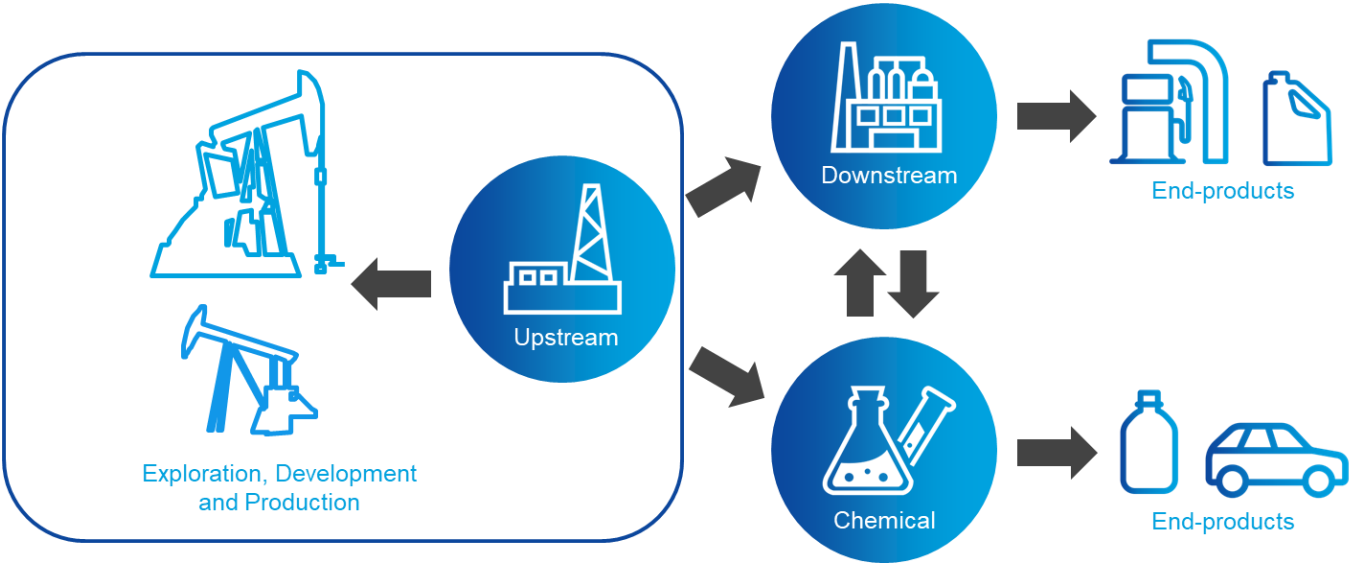 Exploration, Development
and Production
Upstream
Downstream
End-products
Chemical
End-products